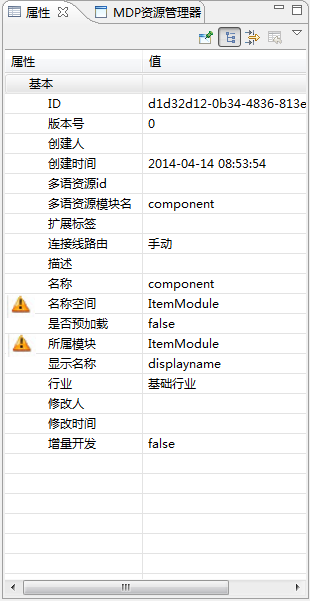 属性 MDP资源管理器
属性 值
基本
ID d1d32d12-0b34-4836-813e
版本号 0
创建人
创建时间 2014-04-14 08:53:54
多语资源id
多语资源模块名 component
扩展标签
连接线路由 手动
描述
名称 component
名称空间 ItemModule
是否预加载 false
所属模块 ItemModule
显示名称 displayname
行业 基础行业
修改人
修改时间
增量开发 false